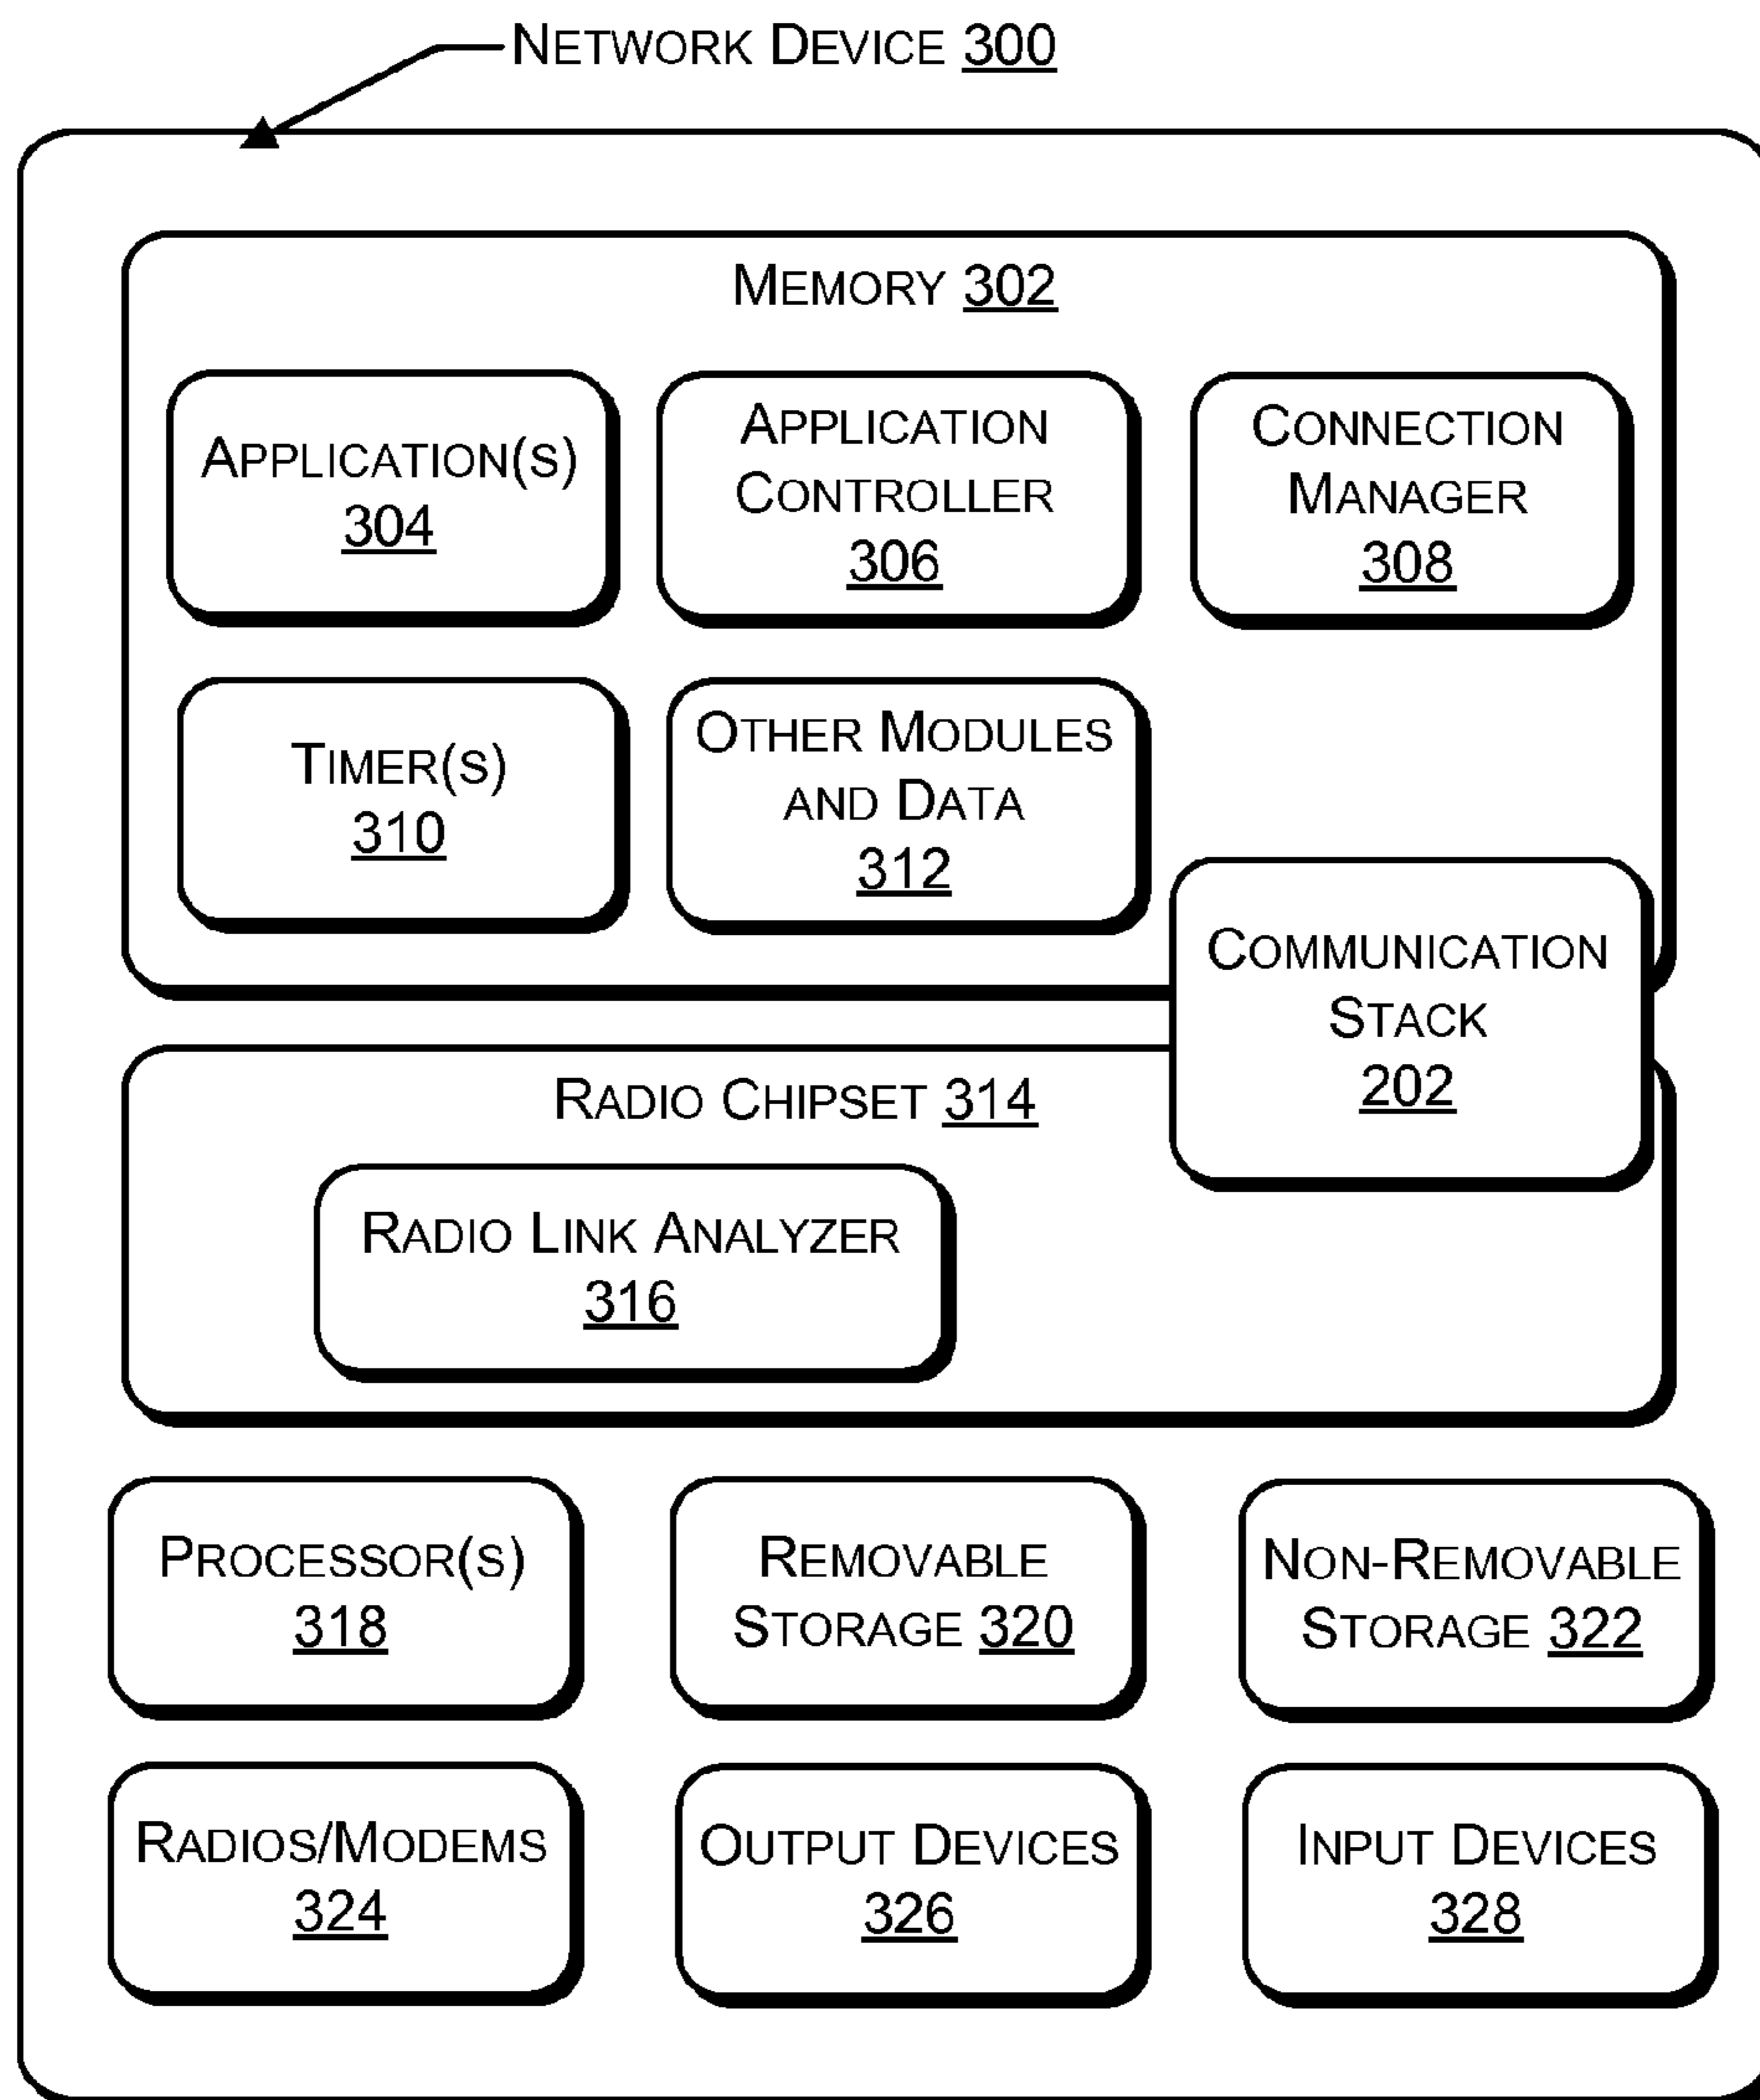 NETWORK DEVICE 300
MEMORY 302
APPLICATION(S)
304
APPLICATION
CONTROLLER
306
CONNECTION
MANAGER
308
TIMER(S)
310
OTHER MODULES
AND DATA
312
COMMUNICATION
STACK
202
RADIO CHIPSET 314
RADIO LINK ANALYZER
316
PROCESSOR(S)
318
REMOVABLE
STORAGE 320
NON-REMOVABLE
STORAGE 322
RADIOS/MODEMS
324
OUTPUT DEVICES
326
INPUT DEVICES
328